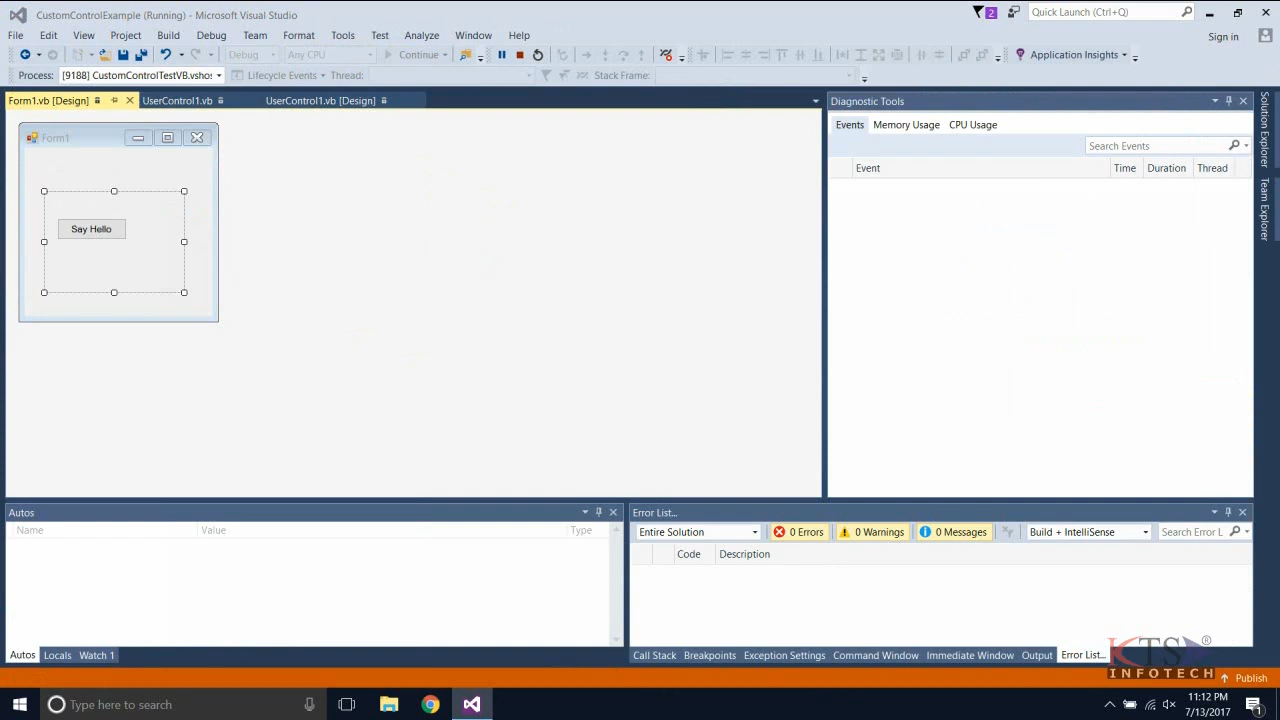 CustomControlExample (Running) - Microsoft Visual Studio
2
Quick Launch (Ctrl+Q)
File Edit View Project Build Debug Team Format Tools Test Analyze Window Help
Sign in
Debug Any CPU Continue Application Insights
Process: [9188] CustomControlTestVB.vshos Lifecycle Events Thread: Stack Frame:
Form1.vb [Design] UserControl1.vb UserControl1.vb [Design]
Form1
Say Hello
Diagnostic Tools
Events Memory Usage CPU Usage
Search Events
Event Time Duration Thread
Solution Explorer
Team Explorer
Autos
Name Value Type
Autos Locals Watch 1
Error List...
Entire Solution 0 Errors 0 Warnings 0 Messages Build + IntelliSense Search Error L
Code Description
Call Stack Breakpoints Exception Settings Command Window Immediate Window Output Error List...
KTS ®
INFOTECH
Publish
Type here to search
11:12 PM
7/13/2017
1